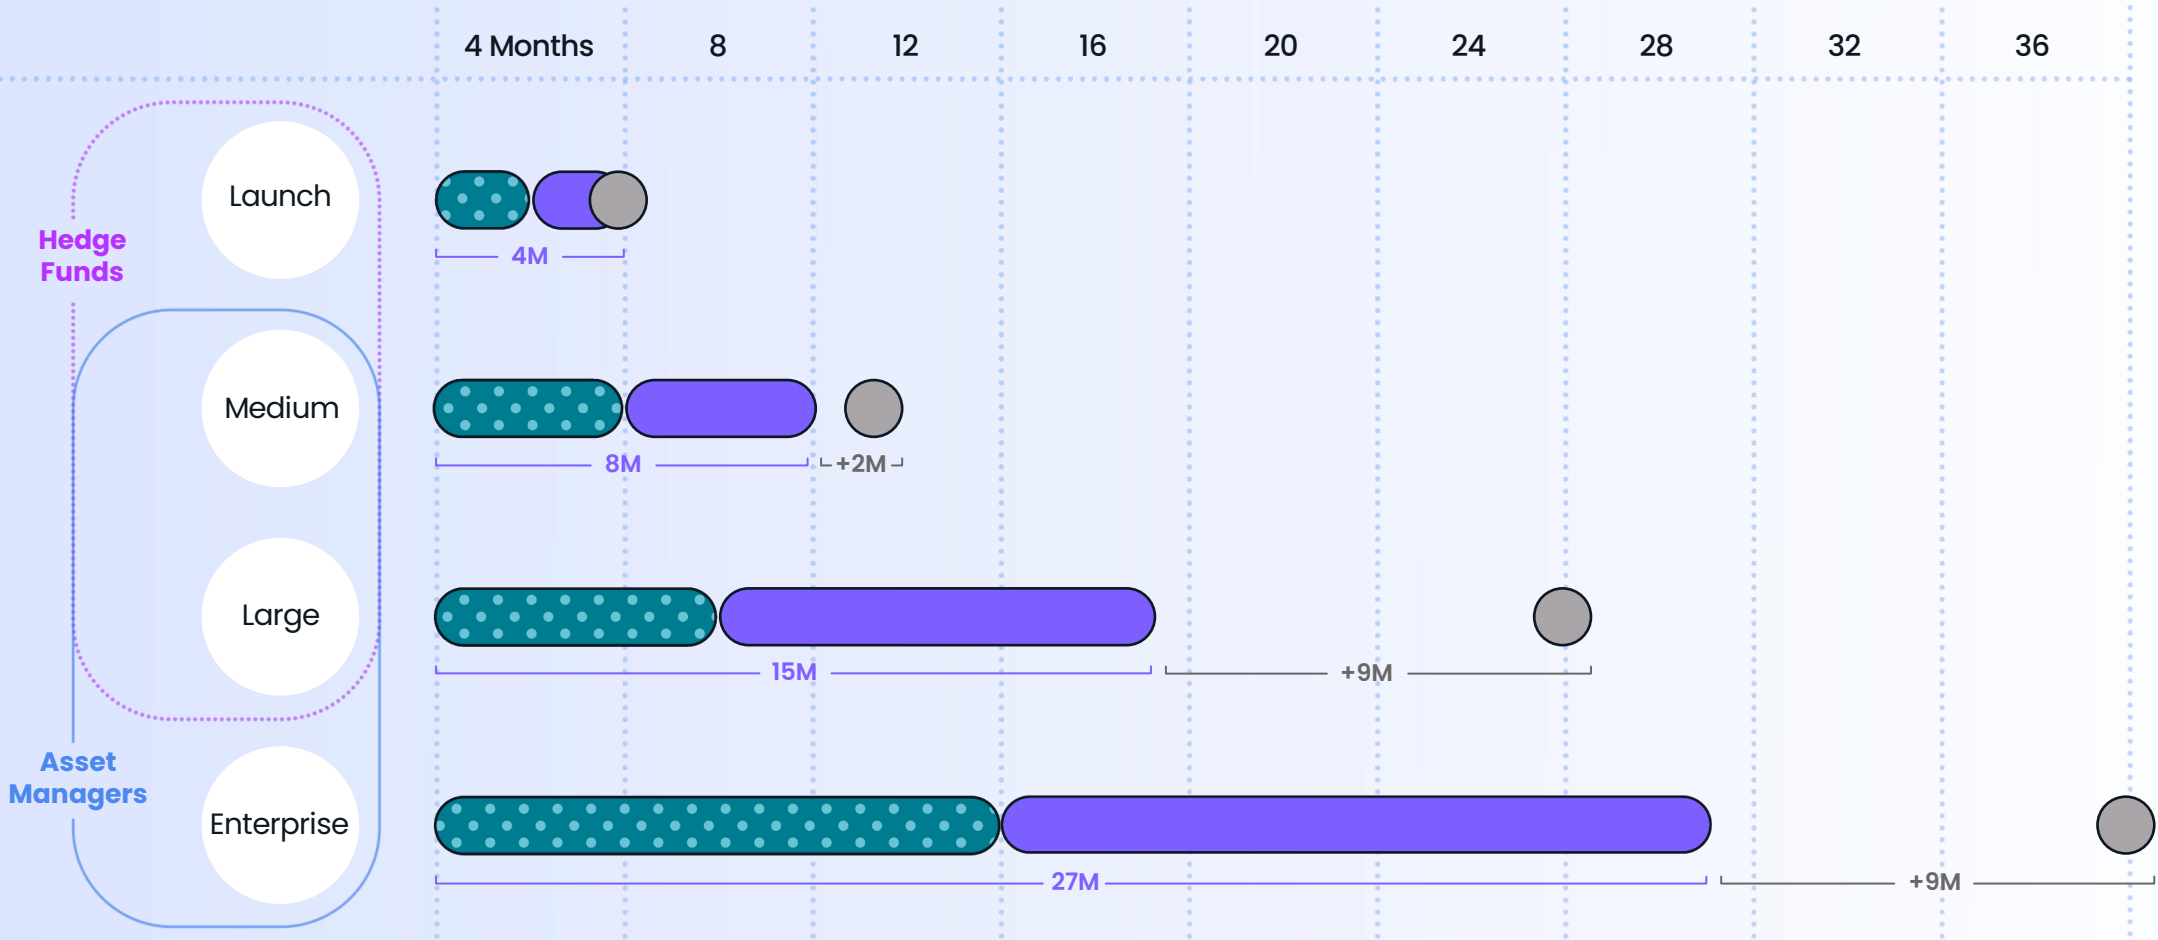 4 Months 8 12 16 20 24 28 32 36
Launch
Hedge
Funds
4M
Medium
8M +2M
Large
15M +9M
Asset
Managers
Enterprise
27M +9M